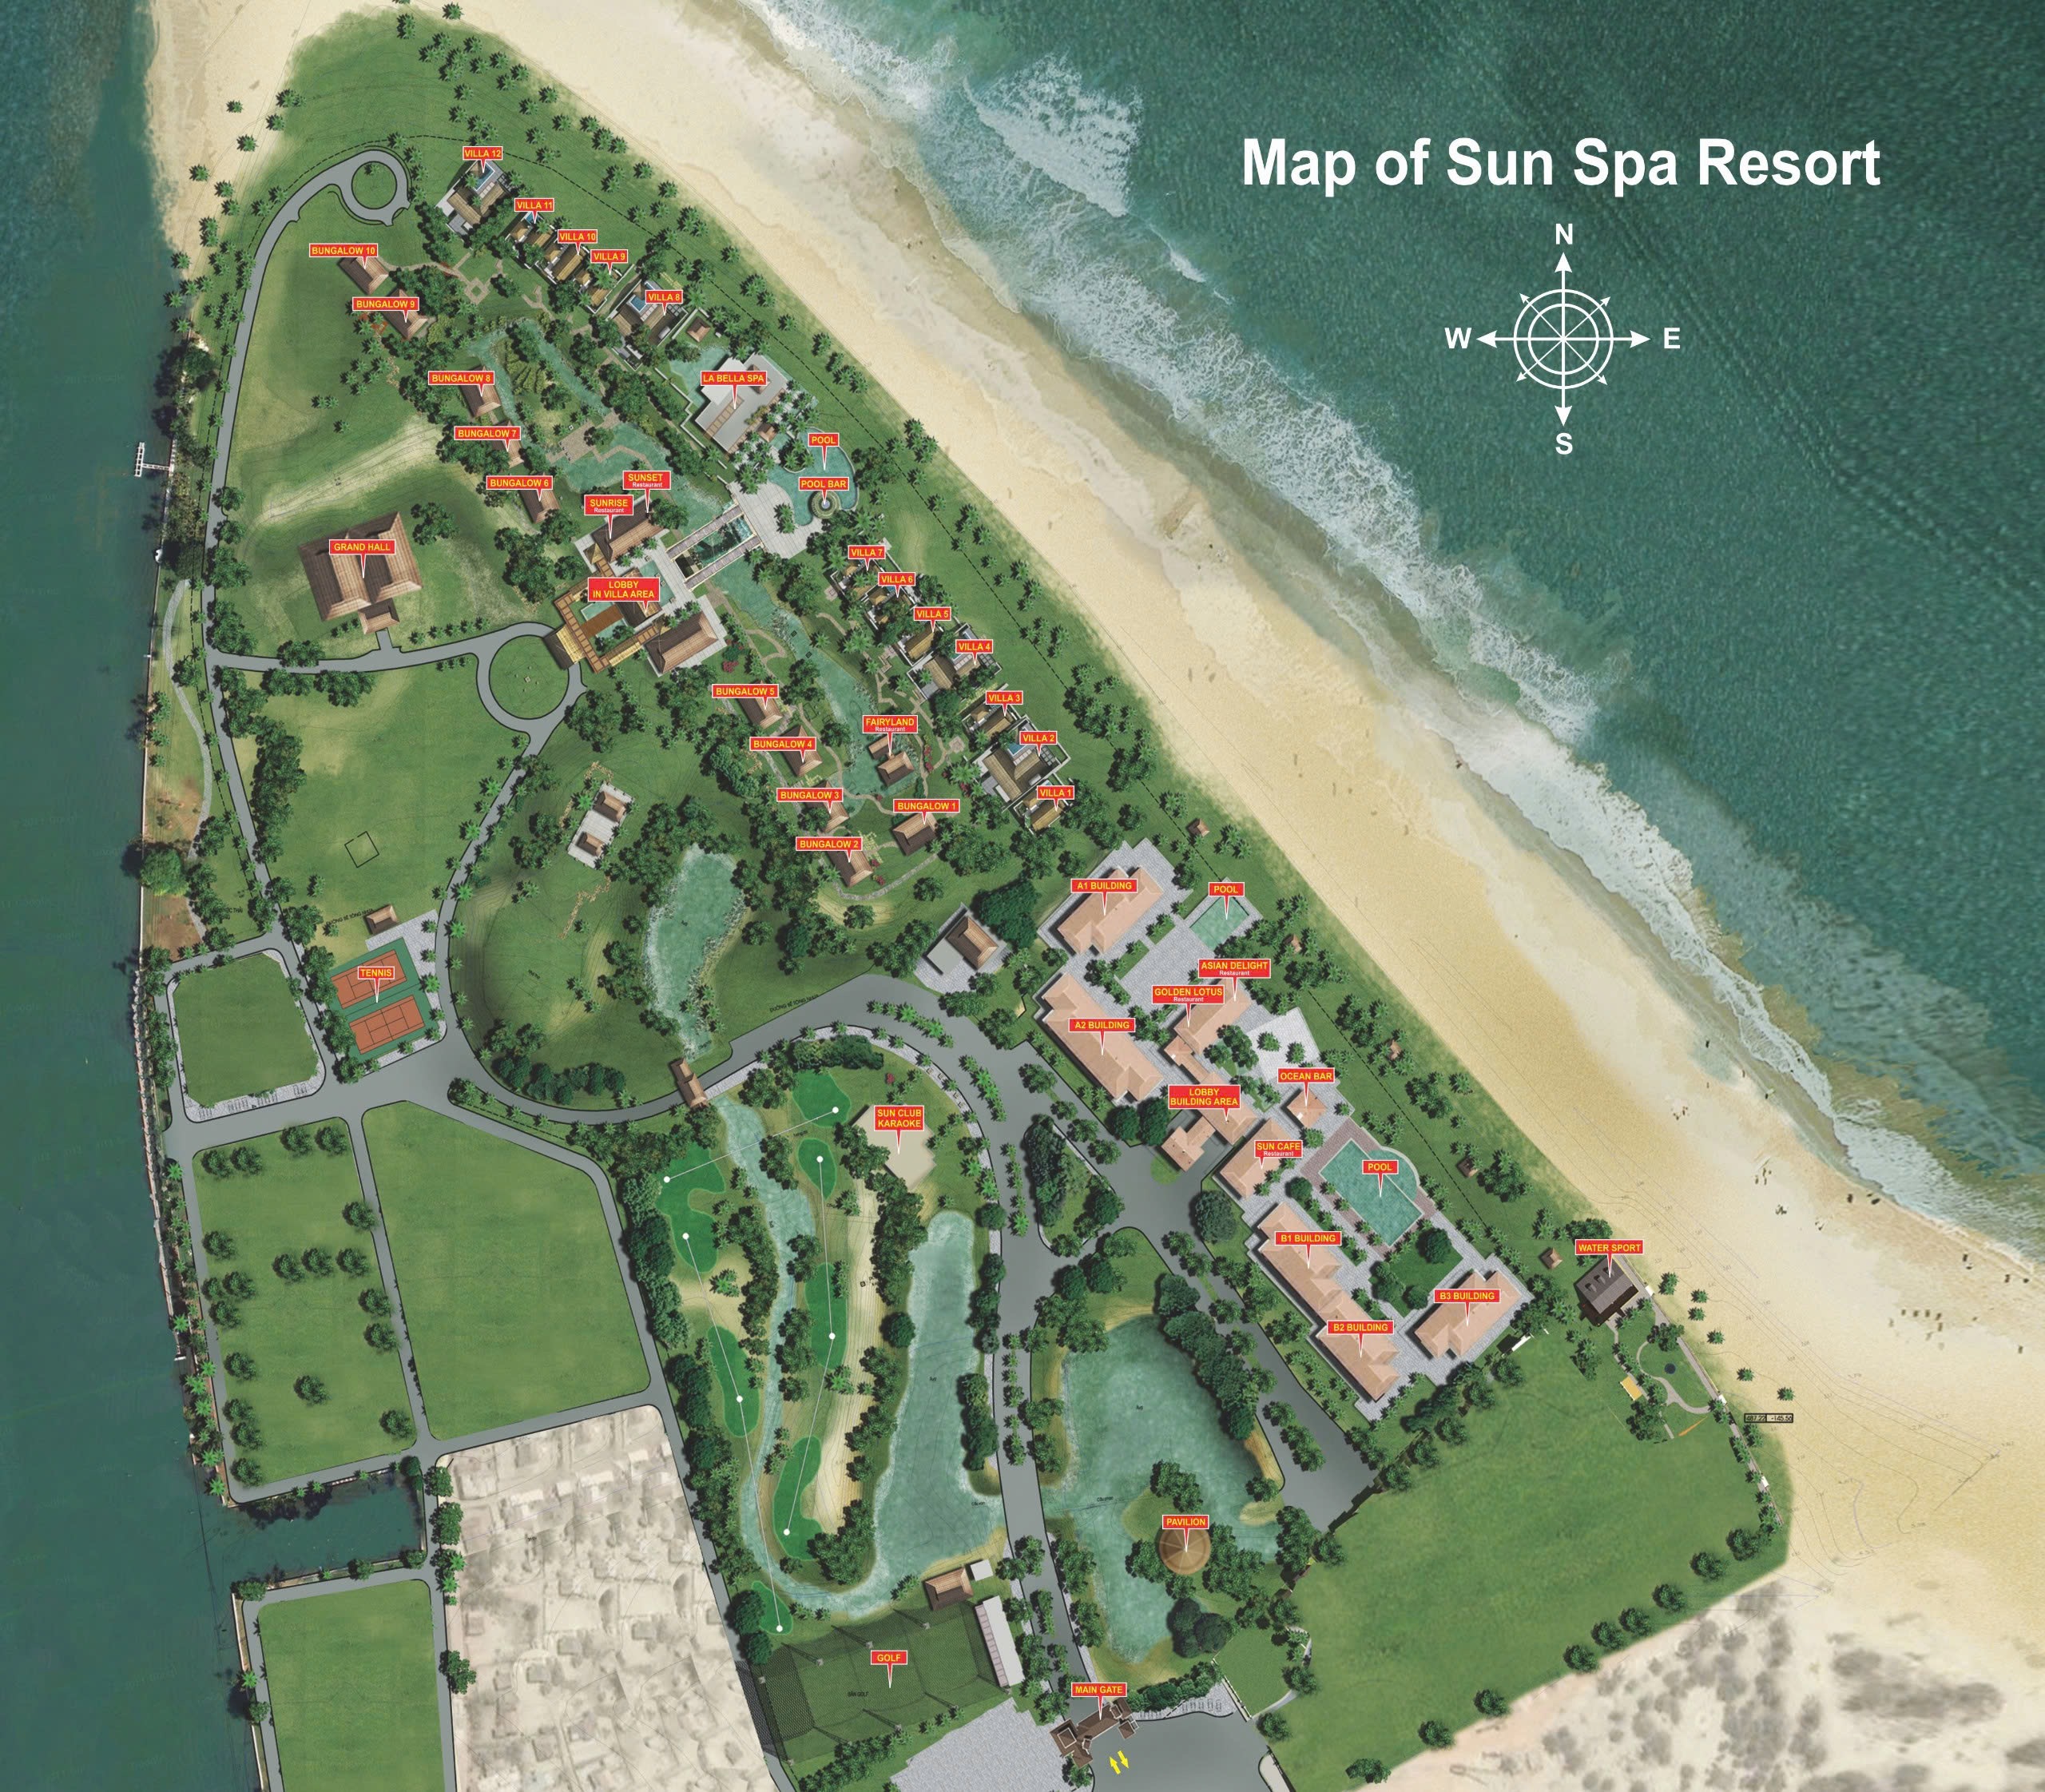 Map of Sun Spa Resort
N
W
E
S
VILLA 12
VILLA 11
VILLA 10
VILLA 9
BUNGALOW 10
BUNGALOW 9
VILLA 8
BUNGALOW 8
LA BELLA SPA
BUNGALOW 7
POOL
BUNGALOW 6
SUNSET
Restaurant
POOL BAR
SUNRISE
Restaurant
GRAND HALL
VILLA 7
LOBBY
IN VILLA AREA
VILLA 6
VILLA 5
VILLA 4
BUNGALOW 5
VILLA 3
FAIRYLAND
Restaurant
BUNGALOW 4
VILLA 2
BUNGALOW 3
VILLA 1
BUNGALOW 1
BUNGALOW 2
A1 BUILDING
POOL
TENNIS
ASIAN DELIGHT
Restaurant
GOLDEN LOTUS
Restaurant
A2 BUILDING
OCEAN BAR
LOBBY
BUILDING AREA
SUN CLUB
KARAOKE
SUN CAFE
Restaurant
POOL
B1 BUILDING
WATER SPORT
B3 BUILDING
B2 BUILDING
PAVILION
GOLF
MAIN GATE